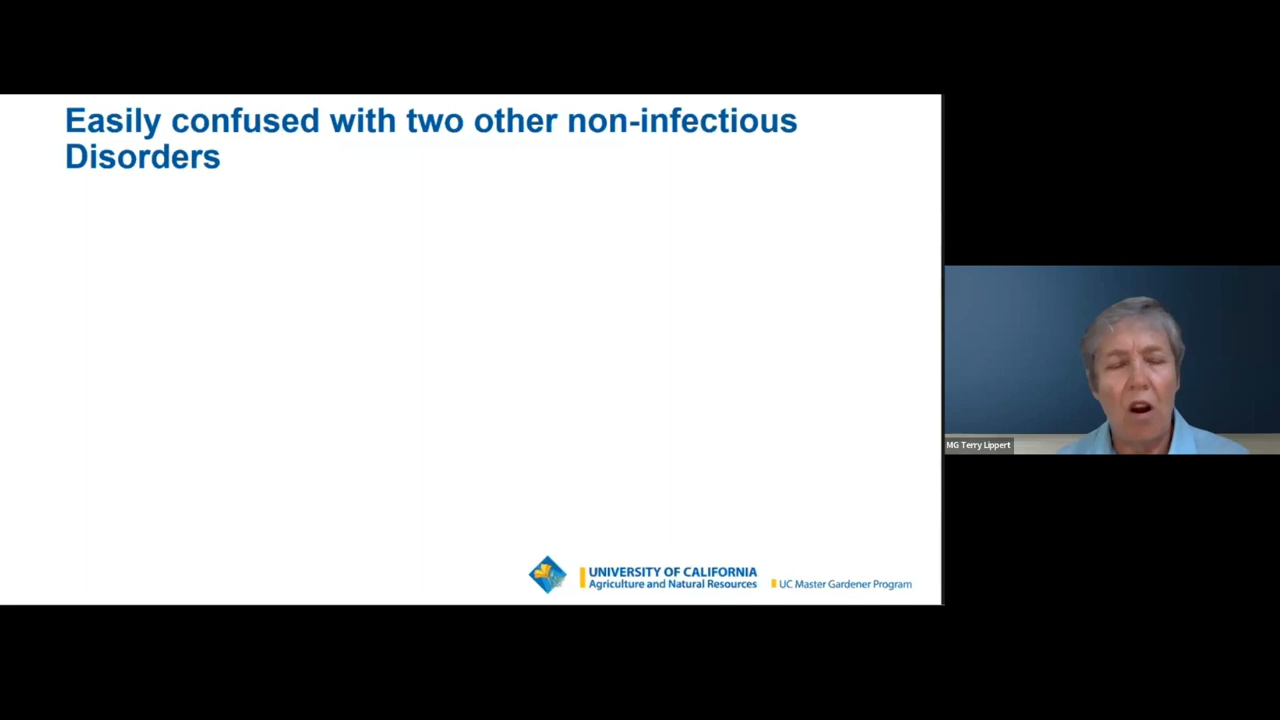 Easily confused with two other non-infectious
Disorders
UNIVERSITY OF CALIFORNIA
Agriculture and Natural Resources
UC Master Gardener Program
MG Terry Lippert